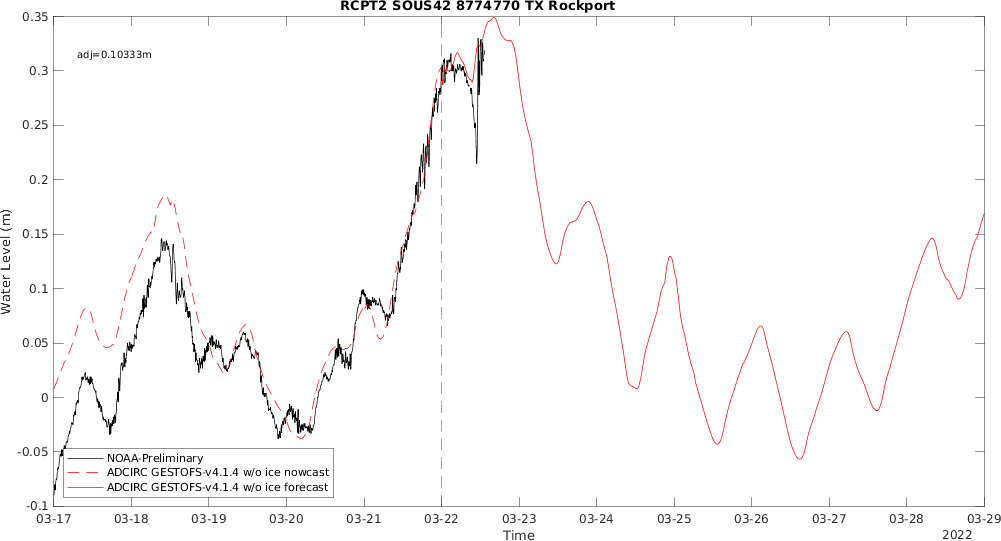 RCPT2 SOUS42 8774770 TX Rockport
adj=0.10333m
0.35
0.3
0.25
0.2
0.15
0.1
0.05
0
-0.05
-0.1
Water Level (m)
NOAA-Preliminary
ADCIRC GESTOFS-v4.1.4 w/o ice nowcast
ADCIRC GESTOFS-v4.1.4 w/o ice forecast
03-17 03-18 03-19 03-20 03-21 03-22 03-23 03-24 03-25 03-26 03-27 03-28 03-29
Time
2022